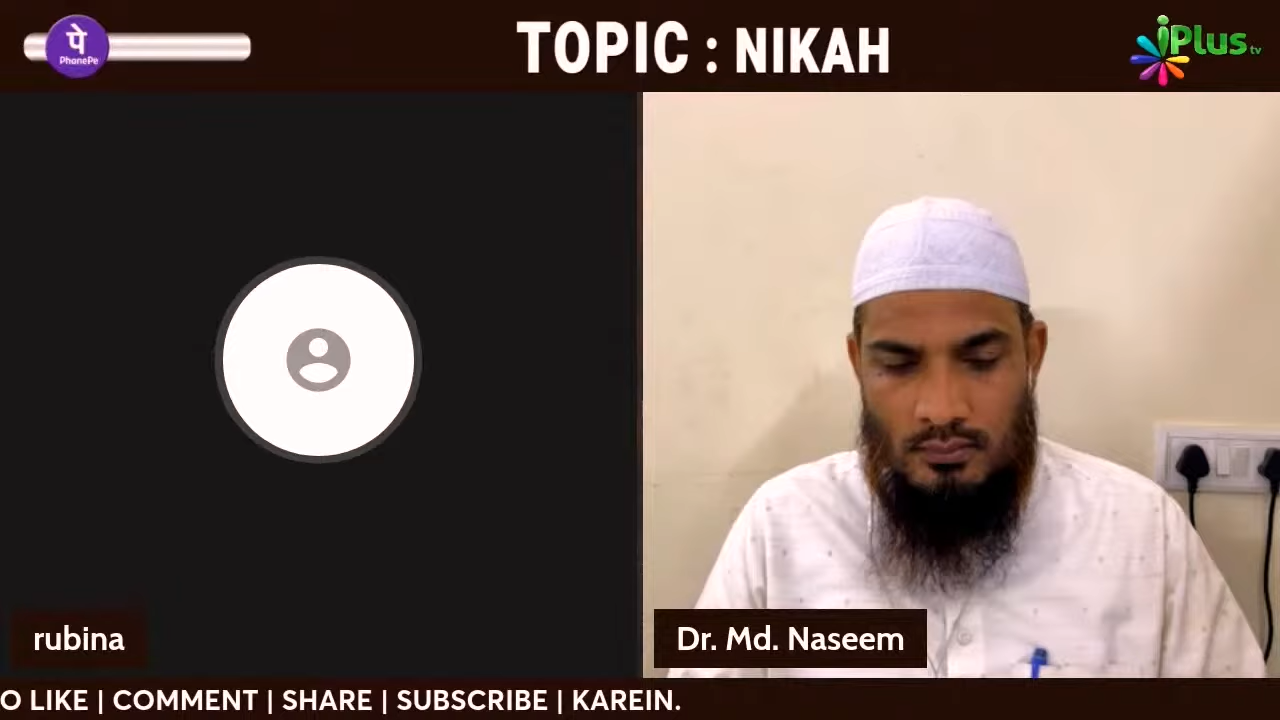 पे
PhonePe
TOPIC : NIKAH
iPlus tv
rubina
Dr. Md. Naseem
O LIKE | COMMENT | SHARE | SUBSCRIBE | KAREIN.